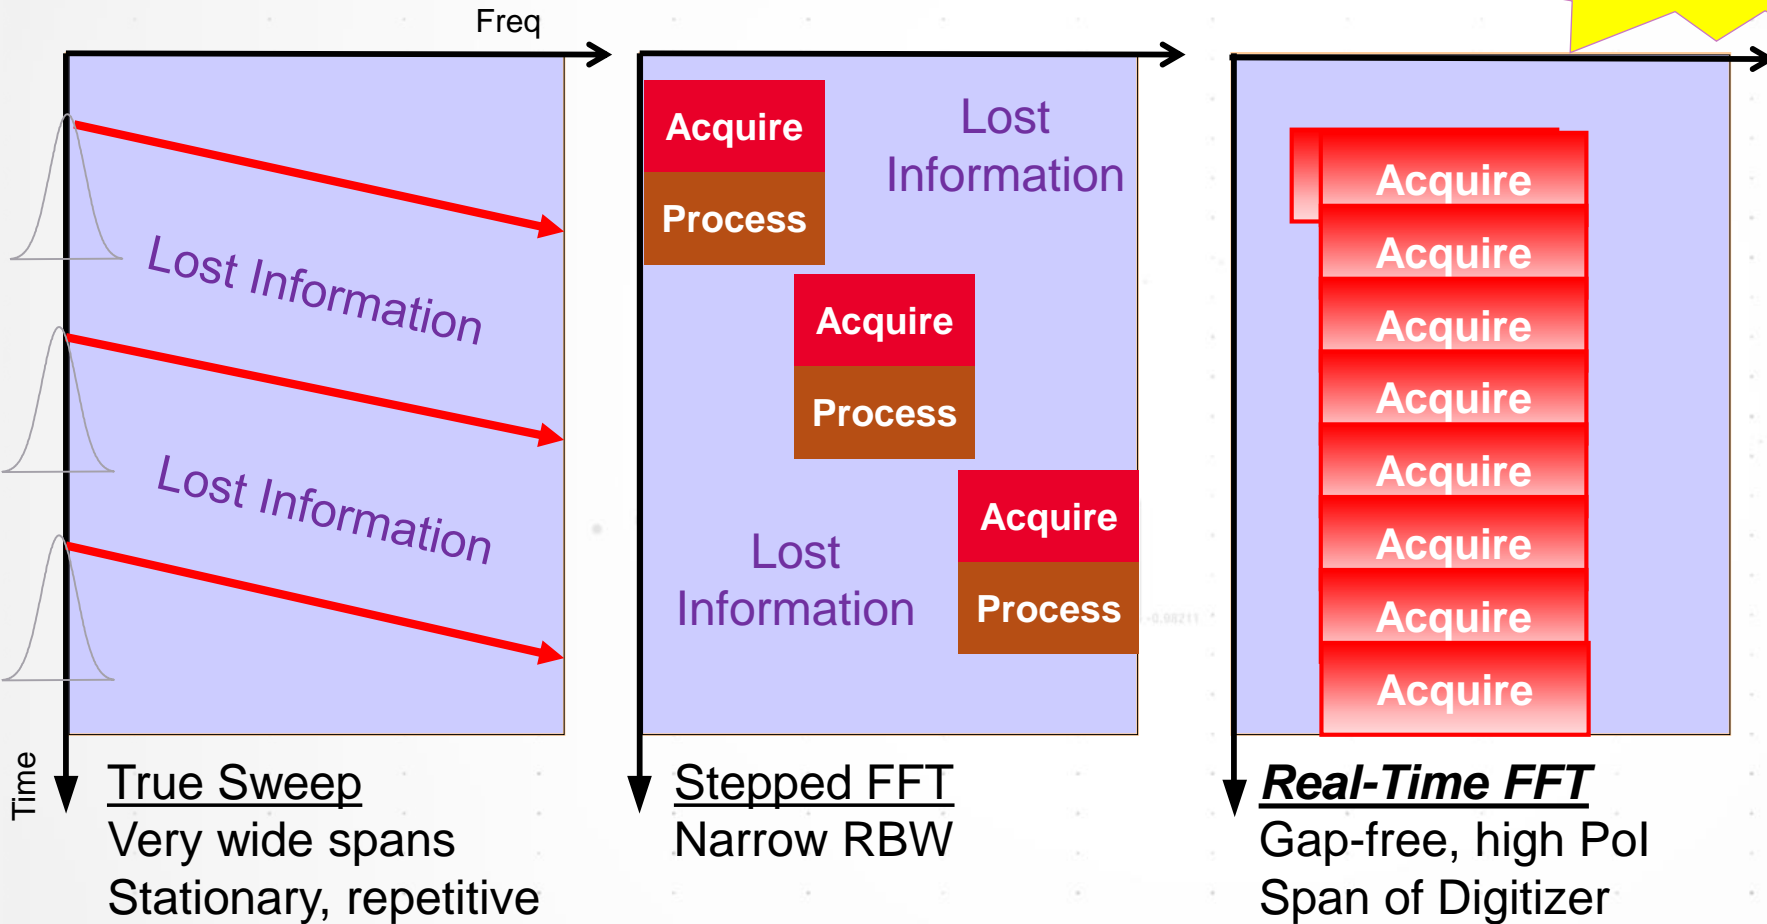 Freq
Time
Lost Information
Lost Information
True Sweep
Very wide spans
Stationary, repetitive
Acquire
Process
Lost
Information
Acquire
Process
Acquire
Process
Lost
Information
-0.98211
Stepped FFT
Narrow RBW
Acquire
Acquire
Acquire
Acquire
Acquire
Acquire
Acquire
Acquire
Real-Time FFT
Gap-free, high PoI
Span of Digitizer